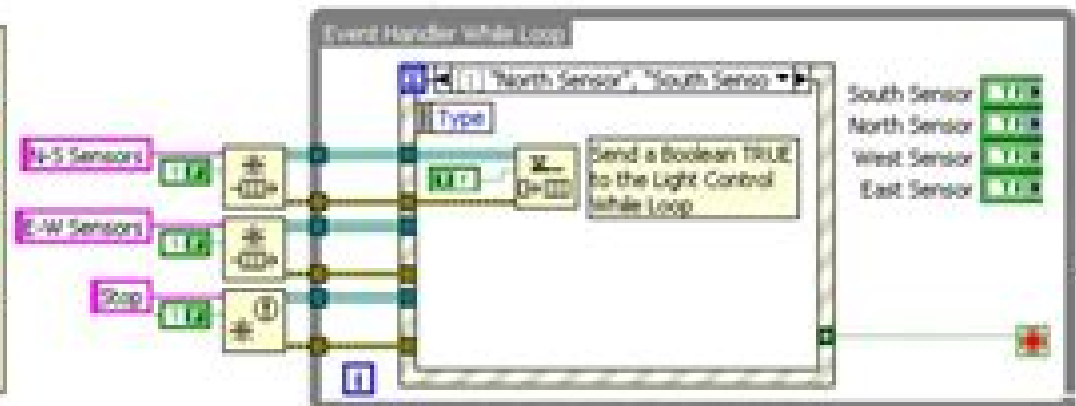 Event Handler While Loop
[1] "North Sensor", "South Senso
Type
N-S Sensors
E-W Sensors
Stop
Send a Boolean TRUE
to the Light Control
While Loop
South Sensor
North Sensor
West Sensor
East Sensor
i